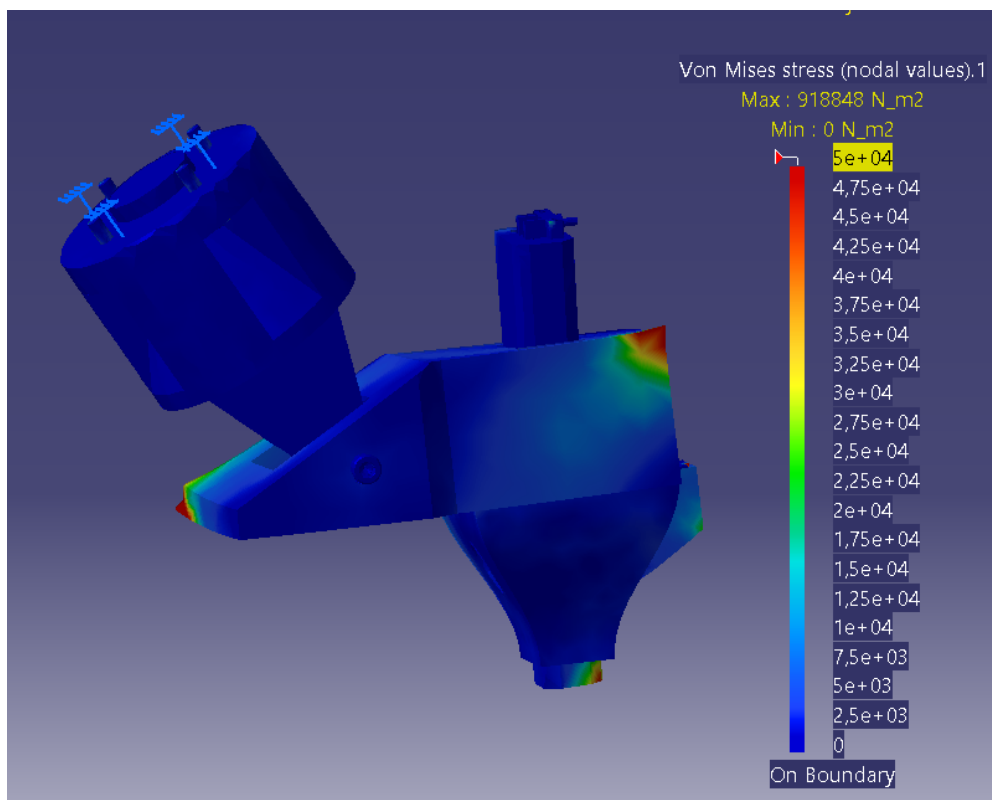 Von Mises stress (nodal values).1
Max : 918848 N_m2
Min : 0 N_m2
5e+04
4,75e+04
4,5e+04
4,25e+04
4e+04
3,75e+04
3,5e+04
3,25e+04
3e+04
2,75e+04
2,5e+04
2,25e+04
2e+04
1,75e+04
1,5e+04
1,25e+04
1e+04
7,5e+03
5e+03
2,5e+03
0
On Boundary